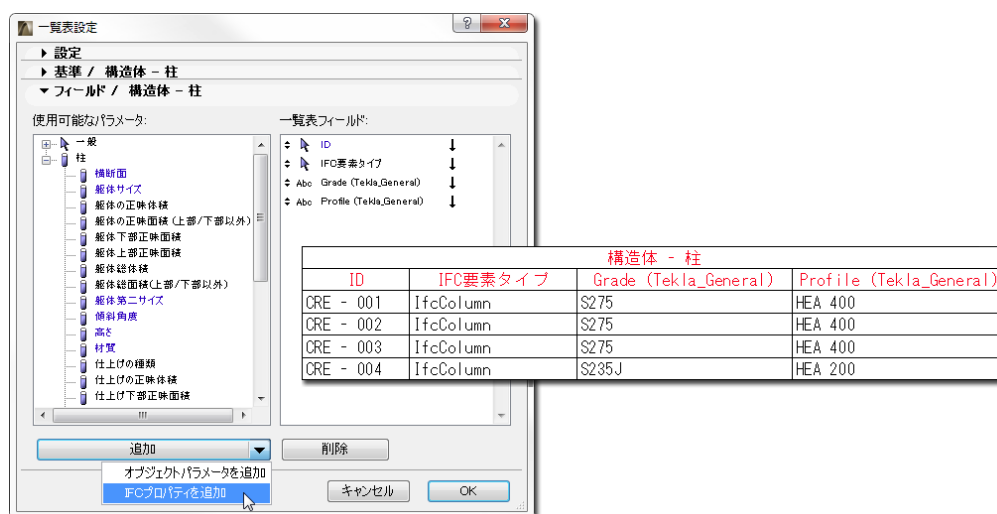 一覧表設定
設定
基準 / 構造体 - 柱
フィールド / 構造体 - 柱
使用可能なパラメータ:
一般
柱
横断面
躯体サイズ
躯体の正味体積
躯体の正味面積(上部/下部以外)
躯体下部正味面積
躯体上部正味面積
躯体総体積
躯体総面積(上部/下部以外)
躯体第二サイズ
傾斜角度
高さ
材質
仕上げの種類
仕上げの正味体積
仕上げ下部正味面積
一覧表フィールド:
ID
IFC要素タイプ
Abc Grade (Tekla_General)
Abc Profile (Tekla_General)
追加
削除
オブジェクトパラメータを追加
IFCプロパティを追加
キャンセル
OK
構造体 - 柱
ID IFC要素タイプ Grade (Tekla_General) Profile (Tekla_General)
CRE - 001 IfcColumn S275 HEA 400
CRE - 002 IfcColumn S275 HEA 400
CRE - 003 IfcColumn S275 HEA 400
CRE - 004 IfcColumn S235J HEA 200